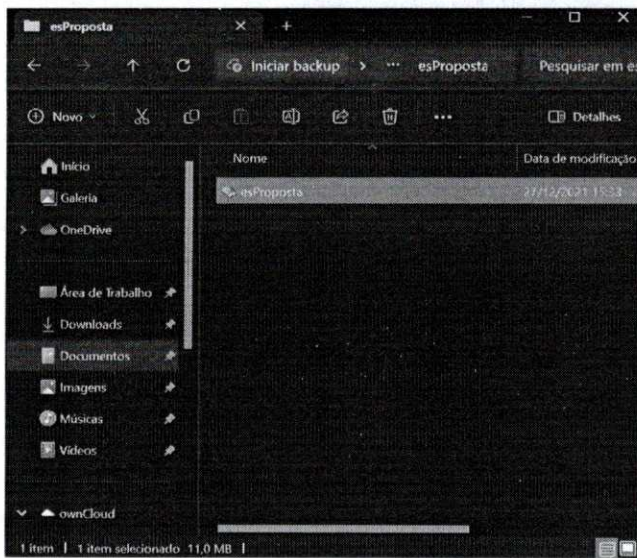 esProposta
Iniciar backup > ... esProposta Pesquisar em es
Novo ... Detalhes
Nome Data de modificação
esProposta 27/12/2021 15:33
Início
Galeria
OneDrive
Área de Trabalho
Downloads
Documentos
Imagens
Músicas
Vídeos
ownCloud
1 item 1 item selecionado 11,0 MB